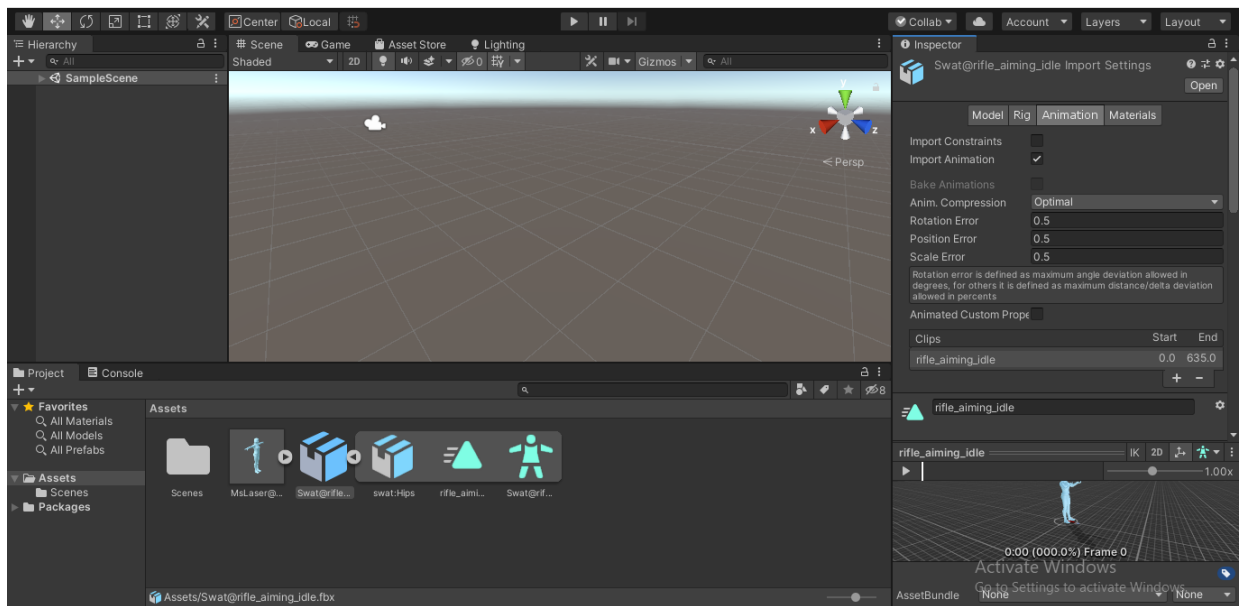 Center Local Collab Account Layers Layout
Hierarchy
All
SampleScene
Scene Game Asset Store Lighting
Shaded 2D 0 Gizmos All
Y
x z
Persp
Inspector
Swat@rifle_aiming_idle Import Settings
Open
Model Rig Animation Materials
Import Constraints
Import Animation
Bake Animations
Anim. Compression Optimal
Rotation Error 0.5
Position Error 0.5
Scale Error 0.5
Rotation error is defined as maximum angle deviation allowed in
degrees, for others it is defined as maximum distance/delta deviation
allowed in percents
Animated Custom Prope
Clips Start End
rifle_aiming_idle 0.0 635.0
+ -
rifle_aiming_idle
rifle_aiming_idle IK 2D
1.00x
0:00 (000.0%) Frame 0
Activate Windows
Go to Settings to activate Windows.
AssetBundle None None
Project Console
8
Favorites
All Materials
All Models
All Prefabs
Assets
Scenes
Packages
Assets
Scenes MsLaser@... Swat@rifle... swat:Hips rifle_aimi... Swat@rif...
Assets/Swat@rifle_aiming_idle.fbx